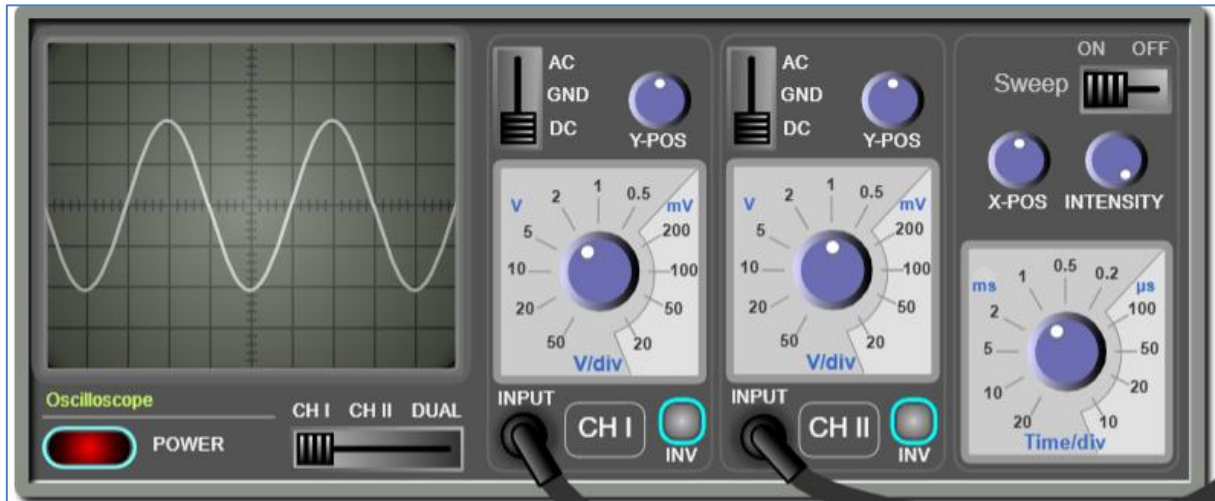 Oscilloscope
POWER
CH I CH II DUAL
AC
GND
DC
Y-POS
V 2 1 0.5 mV
5 200
10 100
20 50
50 20
V/div
INPUT
CH I
INV
AC
GND
DC
Y-POS
V 2 1 0.5 mV
5 200
10 100
20 50
50 20
V/div
INPUT
CH II
INV
ON OFF
Sweep
X-POS INTENSITY
ms 1 0.5 0.2 µs
2 100
5 50
10 20
20 10
Time/div